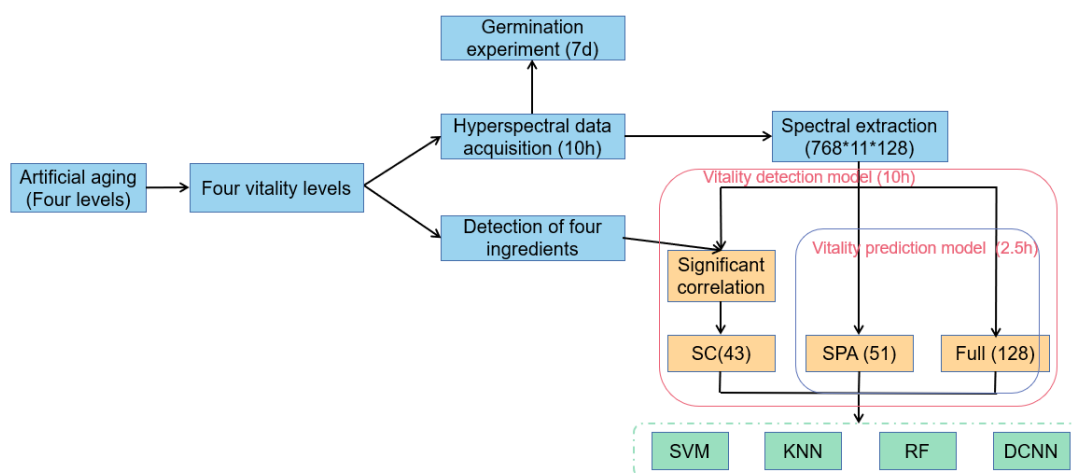 Germination
experiment (7d)
Hyperspectral data
acquisition (10h)
Spectral extraction
(768*11*128)
Artificial aging
(Four levels)
Four vitality levels
Vitality detection model (10h)
Detection of four
ingredients
Vitality prediction model (2.5h)
Significant
correlation
SC(43)
SPA (51)
Full (128)
SVM
KNN
RF
DCNN